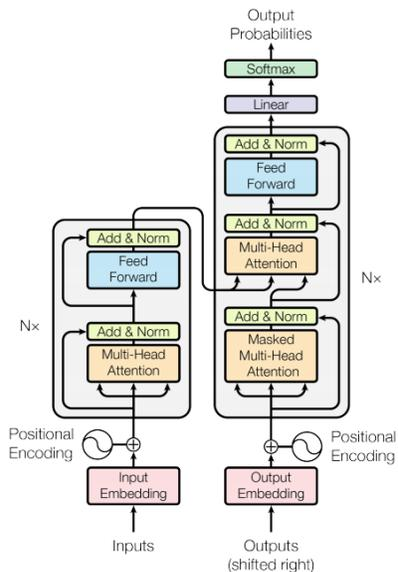 Output
Probabilities
Softmax
Linear
Add & Norm
Feed
Forward
Add & Norm
Multi-Head
Attention
Nx
Add & Norm
Masked
Multi-Head
Attention
Add & Norm
Feed
Forward
Nx
Add & Norm
Multi-Head
Attention
Positional
Encoding
Positional
Encoding
Input
Embedding
Output
Embedding
Inputs
Outputs
(shifted right)